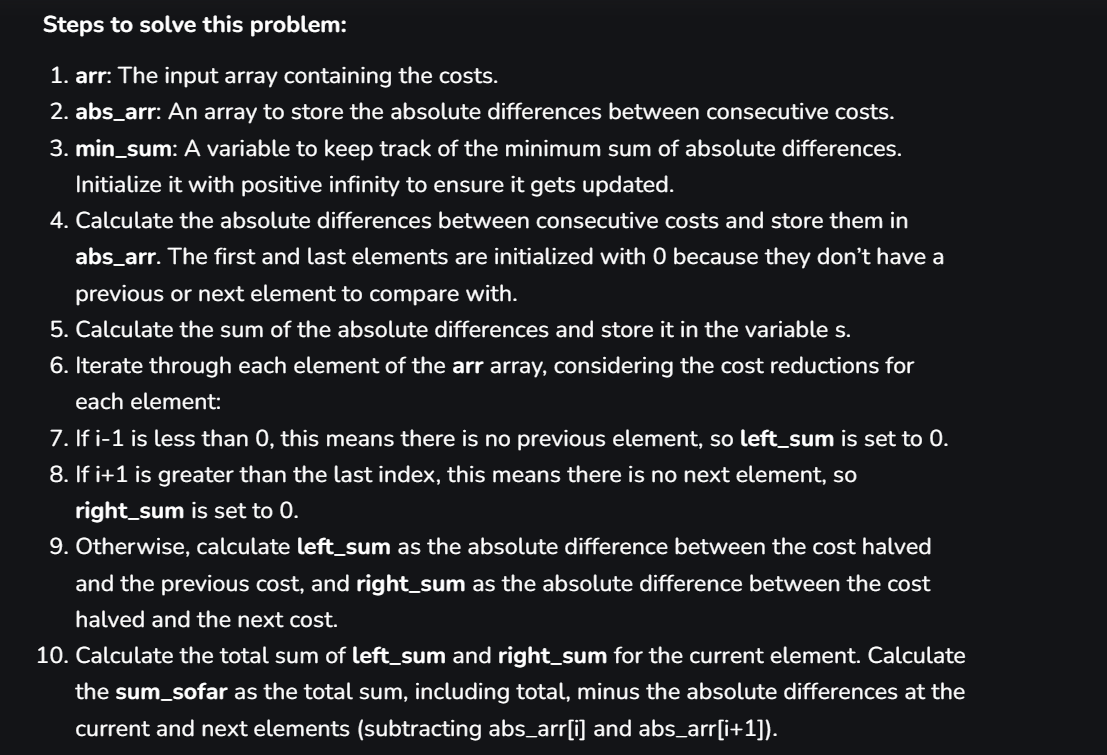 Steps to solve this problem:
1. arr: The input array containing the costs.
2. abs_arr: An array to store the absolute differences between consecutive costs.
3. min_sum: A variable to keep track of the minimum sum of absolute differences.
Initialize it with positive infinity to ensure it gets updated.
4. Calculate the absolute differences between consecutive costs and store them in
abs_arr. The first and last elements are initialized with 0 because they don’t have a
previous or next element to compare with.
5. Calculate the sum of the absolute differences and store it in the variable s.
6. Iterate through each element of the arr array, considering the cost reductions for
each element:
7. If i-1 is less than 0, this means there is no previous element, so left_sum is set to 0.
8. If i+1 is greater than the last index, this means there is no next element, so
right_sum is set to 0.
9. Otherwise, calculate left_sum as the absolute difference between the cost halved
and the previous cost, and right_sum as the absolute difference between the cost
halved and the next cost.
10. Calculate the total sum of left_sum and right_sum for the current element. Calculate
the sum_sofar as the total sum, including total, minus the absolute differences at the
current and next elements (subtracting abs_arr[i] and abs_arr[i+1]).